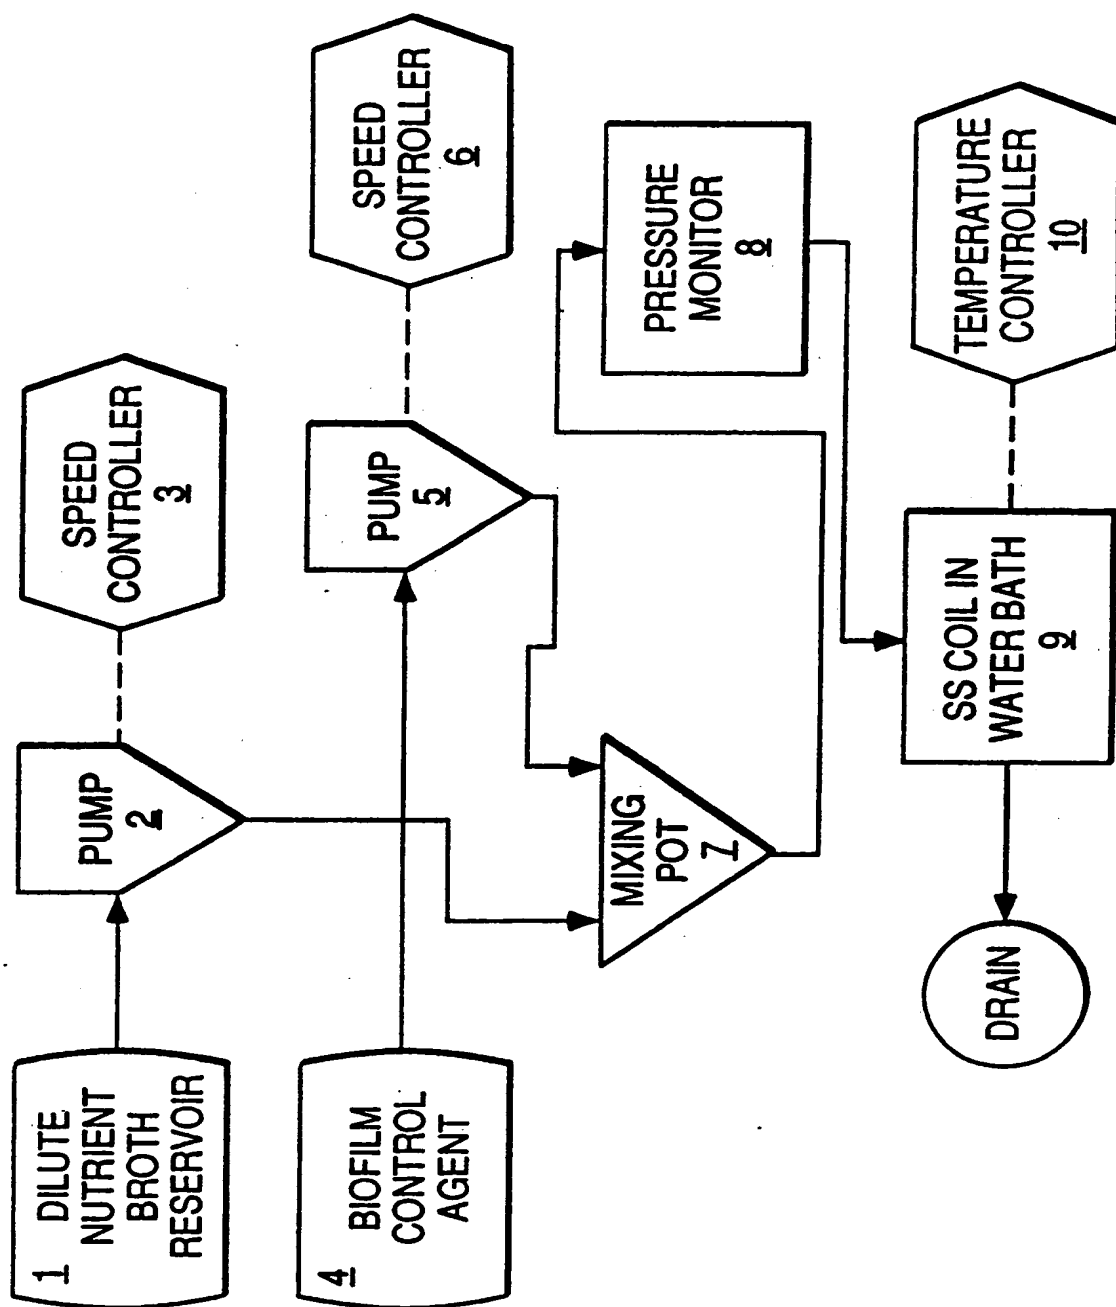 1 DILUTE
NUTRIENT
BROTH
RESERVOIR
PUMP
2
SPEED
CONTROLLER
3
4 BIOFILM
CONTROL
AGENT
PUMP
5
SPEED
CONTROLLER
6
MIXING
POT
7
PRESSURE
MONITOR
8
DRAIN
SS COIL IN
WATER BATH
9
TEMPERATURE
CONTROLLER
10